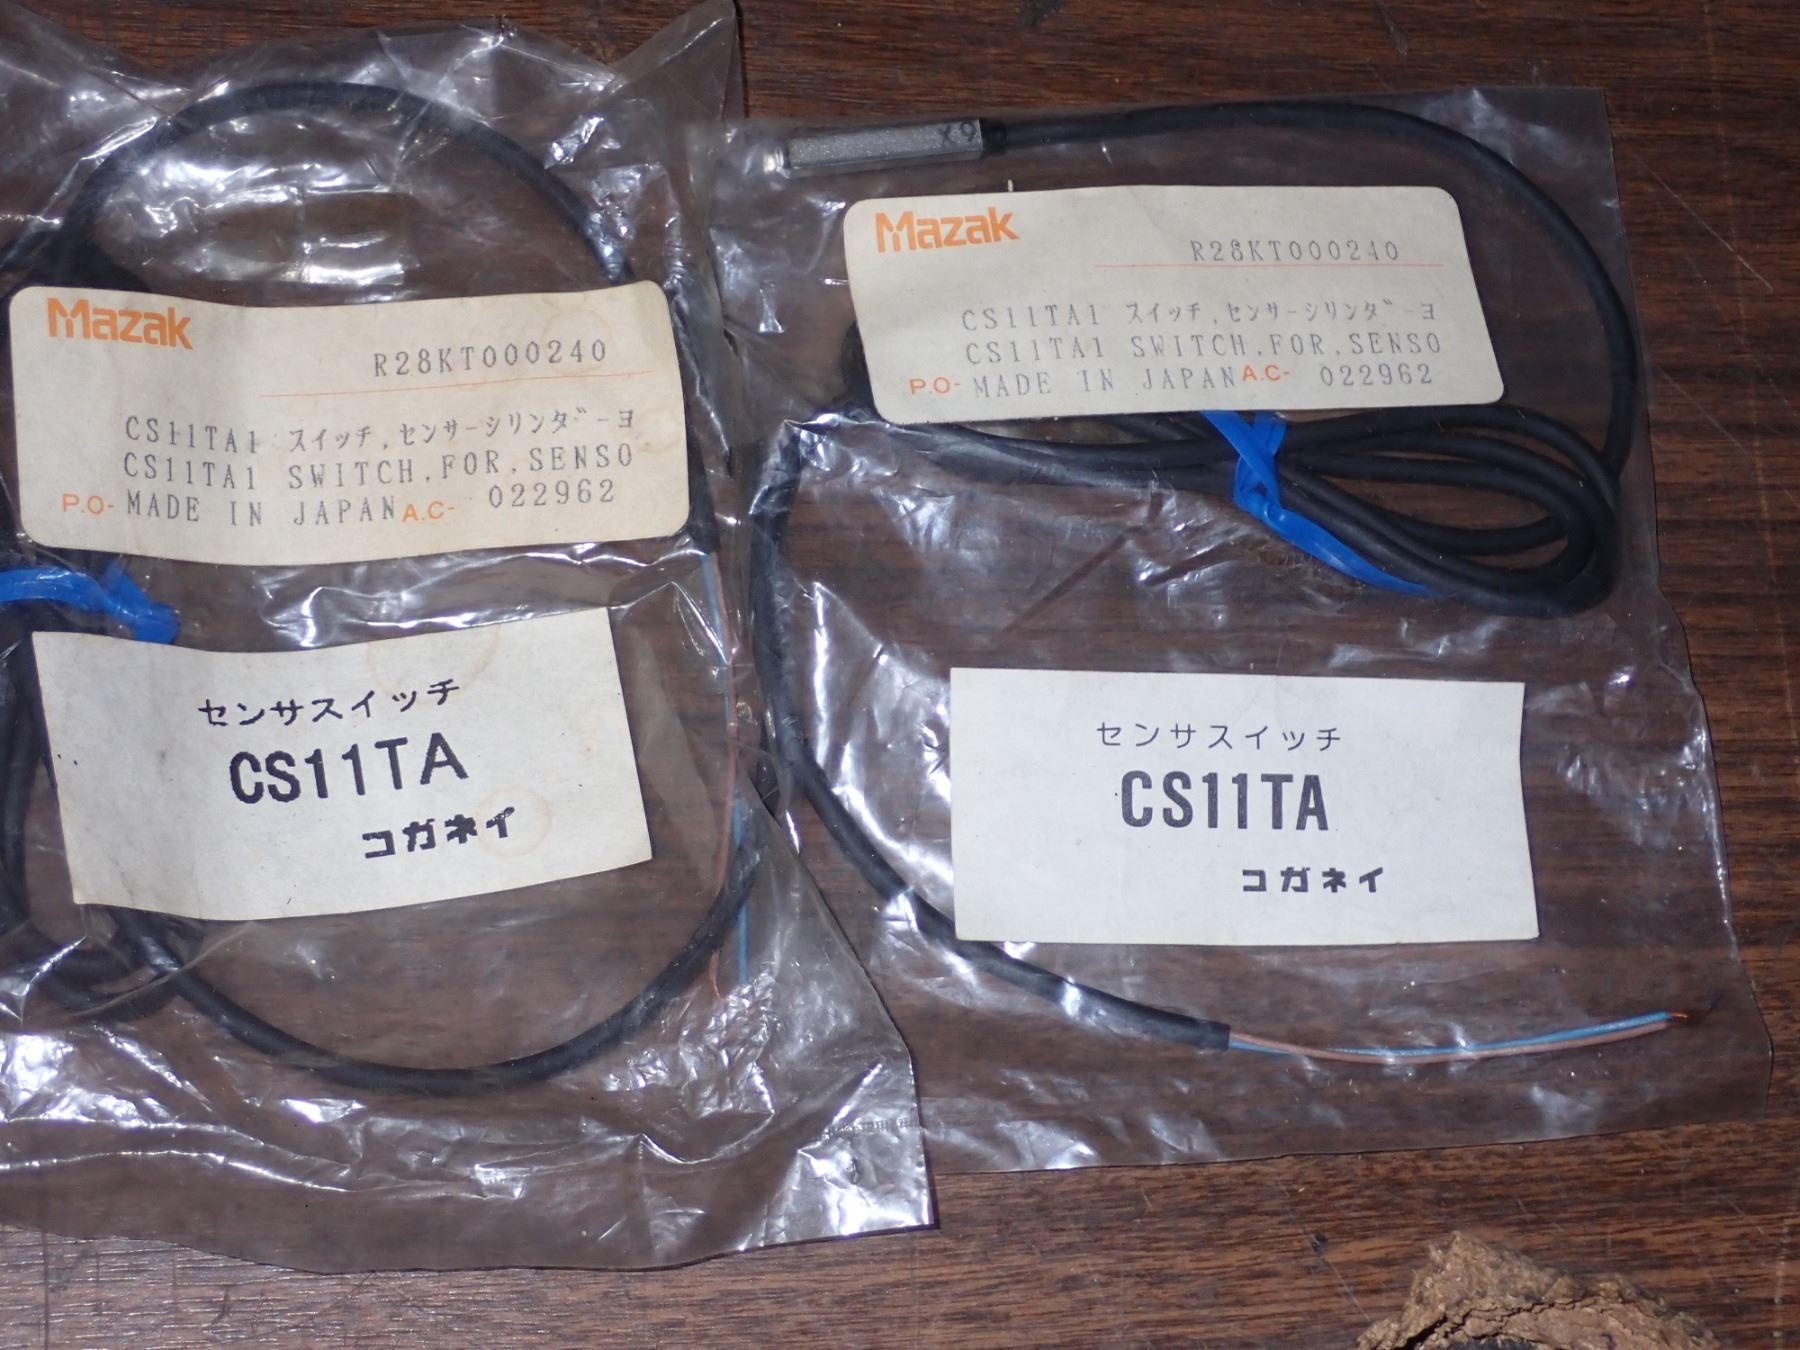 Mazak
R28KT000240
CS11TA1 スイッチ,センサーシリンダーヨ
CS11TA1 SWITCH,FOR,SENSO
P.O- MADE IN JAPAN A.C- 022962
センサスイッチ
CS11TA
コガネイ
X9
Mazak
R28KT000240
CS11TA1 スイッチ,センサーシリンダーヨ
CS11TA1 SWITCH,FOR,SENSO
P.O- MADE IN JAPAN A.C- 022962
センサスイッチ
CS11TA
コガネイ